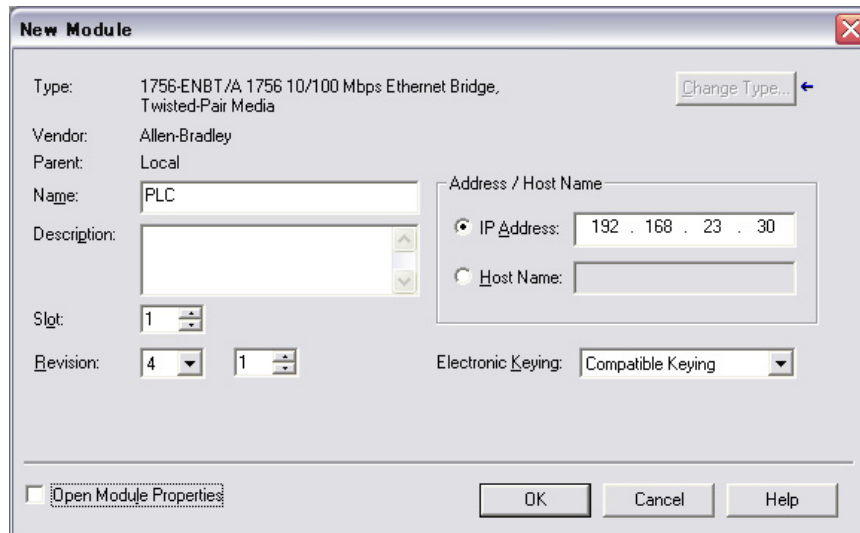 New Module
Type: 1756-ENBT/A 1756 10/100 Mbps Ethernet Bridge,
Twisted-Pair Media
Change Type...
Vendor: Allen-Bradley
Parent: Local
Name: PLC
Address / Host Name
IP Address: 192 . 168 . 23 . 30
Description:
Host Name:
Slot: 1
Revision: 4 1
Electronic Keying: Compatible Keying
Open Module Properties
OK Cancel Help